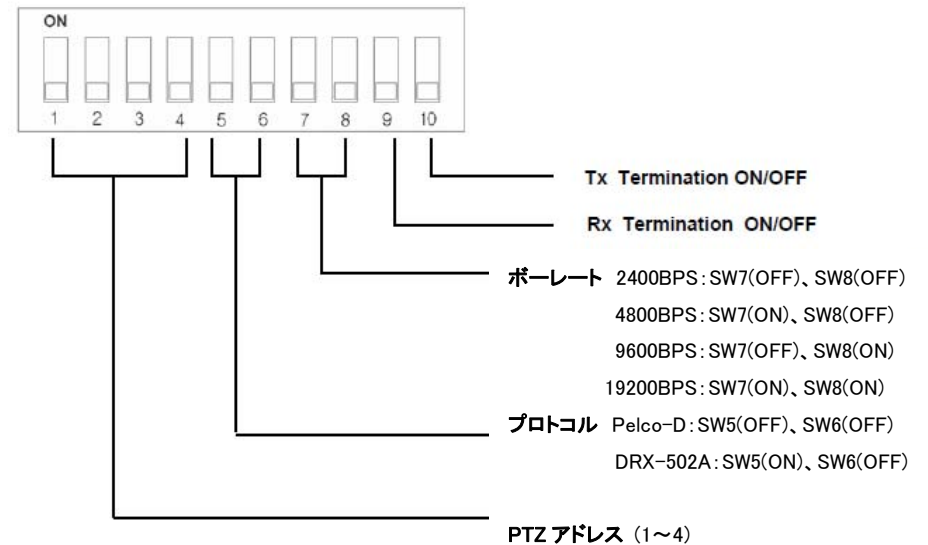 ON
1 2 3 4 5 6 7 8 9 10
Tx Termination ON/OFF
Rx Termination ON/OFF
ボーレート 2400BPS：SW7(OFF)、SW8(OFF)
4800BPS：SW7(ON)、SW8(OFF)
9600BPS：SW7(OFF)、SW8(ON)
19200BPS：SW7(ON)、SW8(ON)
プロトコル Pelco-D：SW5(OFF)、SW6(OFF)
DRX-502A：SW5(ON)、SW6(OFF)
PTZ アドレス（1～4）